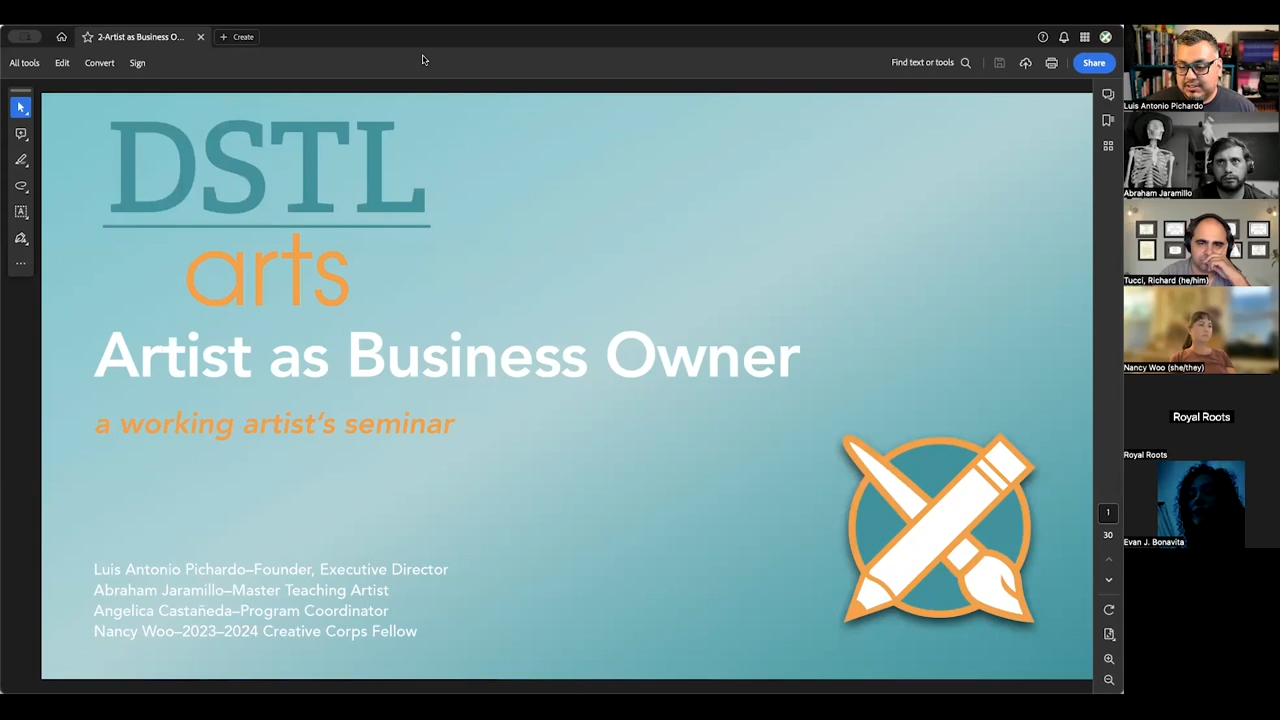 2-Artist as Business O...
Create
All tools
Edit
Convert
Sign
Find text or tools
Share
DSTL
arts
Artist as Business Owner
a working artist's seminar
Luis Antonio Pichardo–Founder, Executive Director
Abraham Jaramillo–Master Teaching Artist
Angelica Castañeda–Program Coordinator
Nancy Woo–2023–2024 Creative Corps Fellow
1
30
Luis Antonio Pichardo
Abraham Jaramillo
Tucci, Richard (he/him)
Nancy Woo (she/they)
Royal Roots
Royal Roots
Evan J. Bonavita